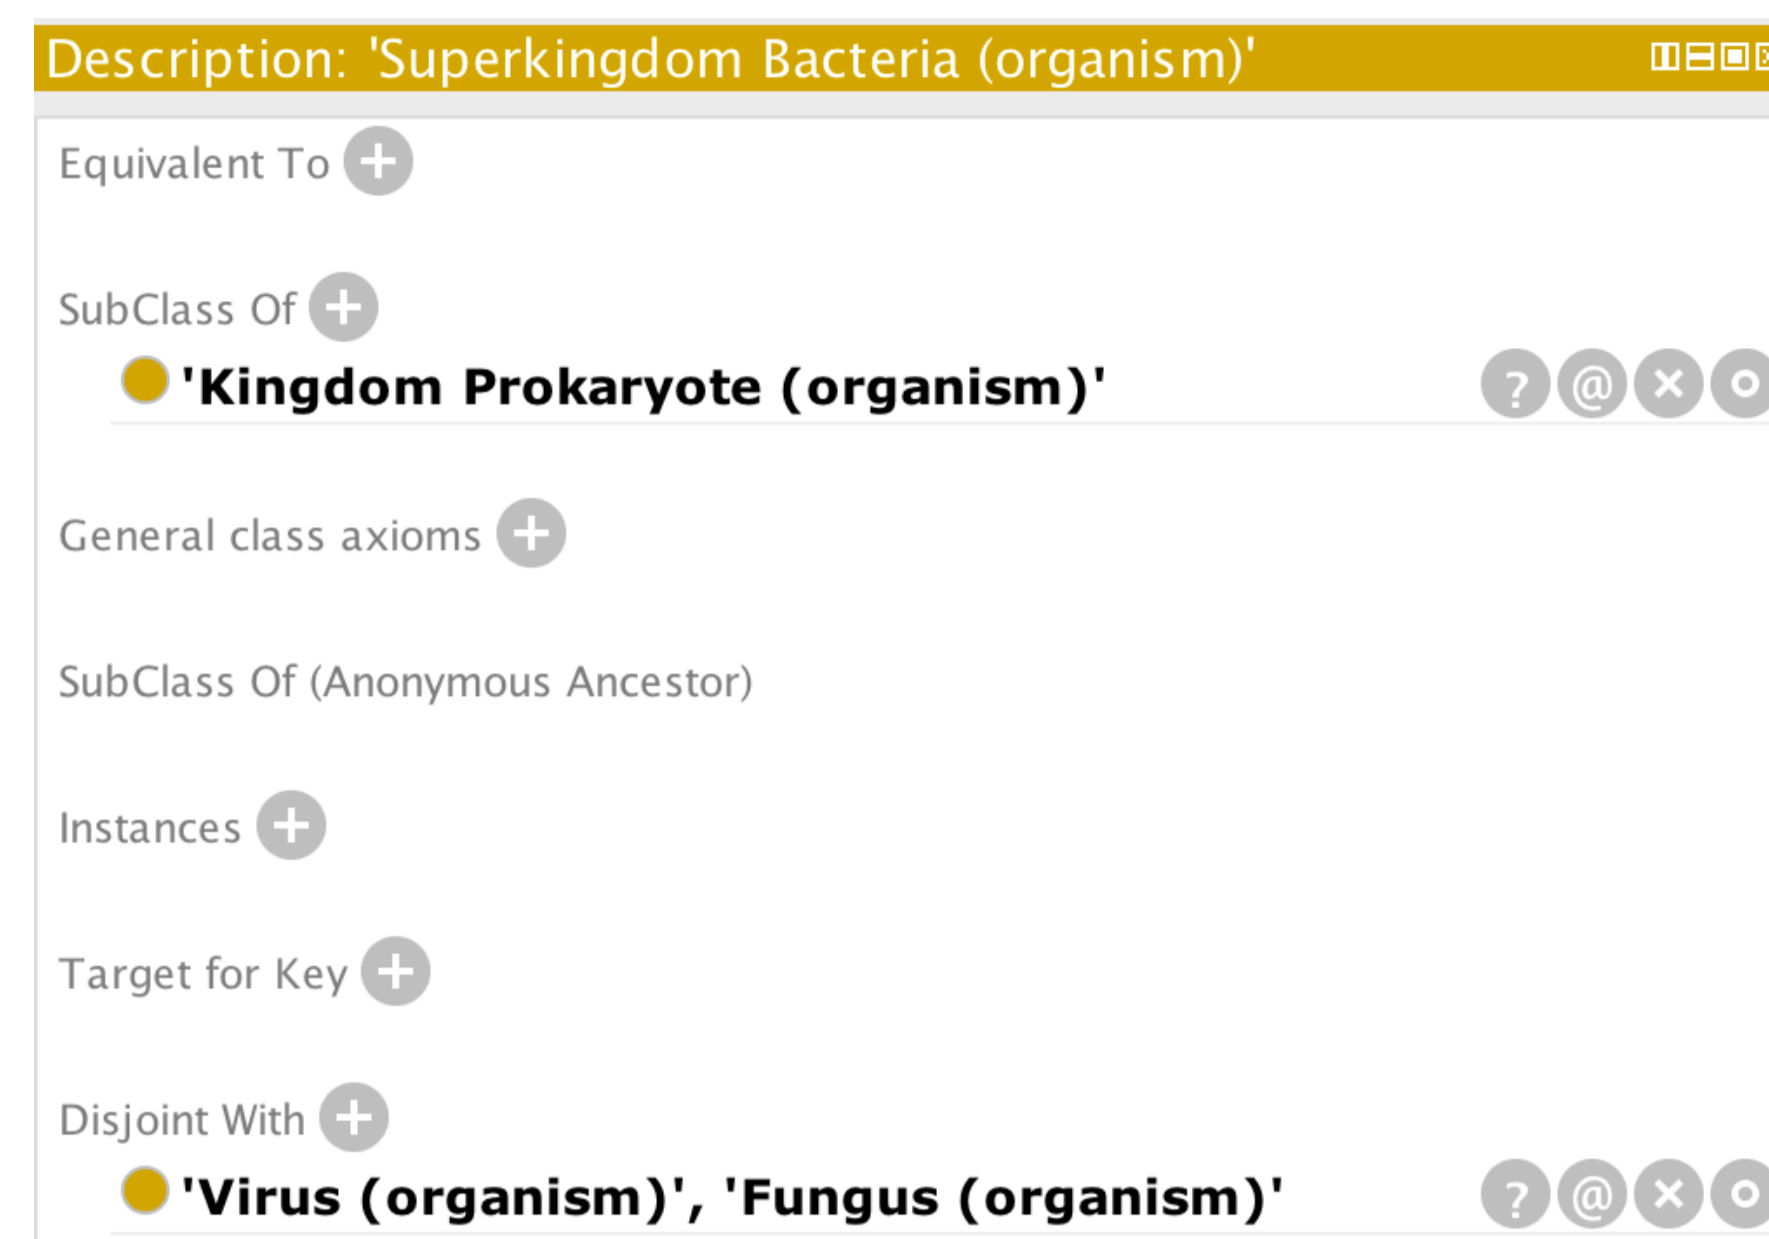 Description: 'Superkingdom Bacteria (organism)'
Equivalent To
SubClass Of
'Kingdom Prokaryote (organism)'
General class axioms
SubClass Of (Anonymous Ancestor)
Instances
Target for Key
Disjoint With
'Virus (organism)', 'Fungus (organism)'